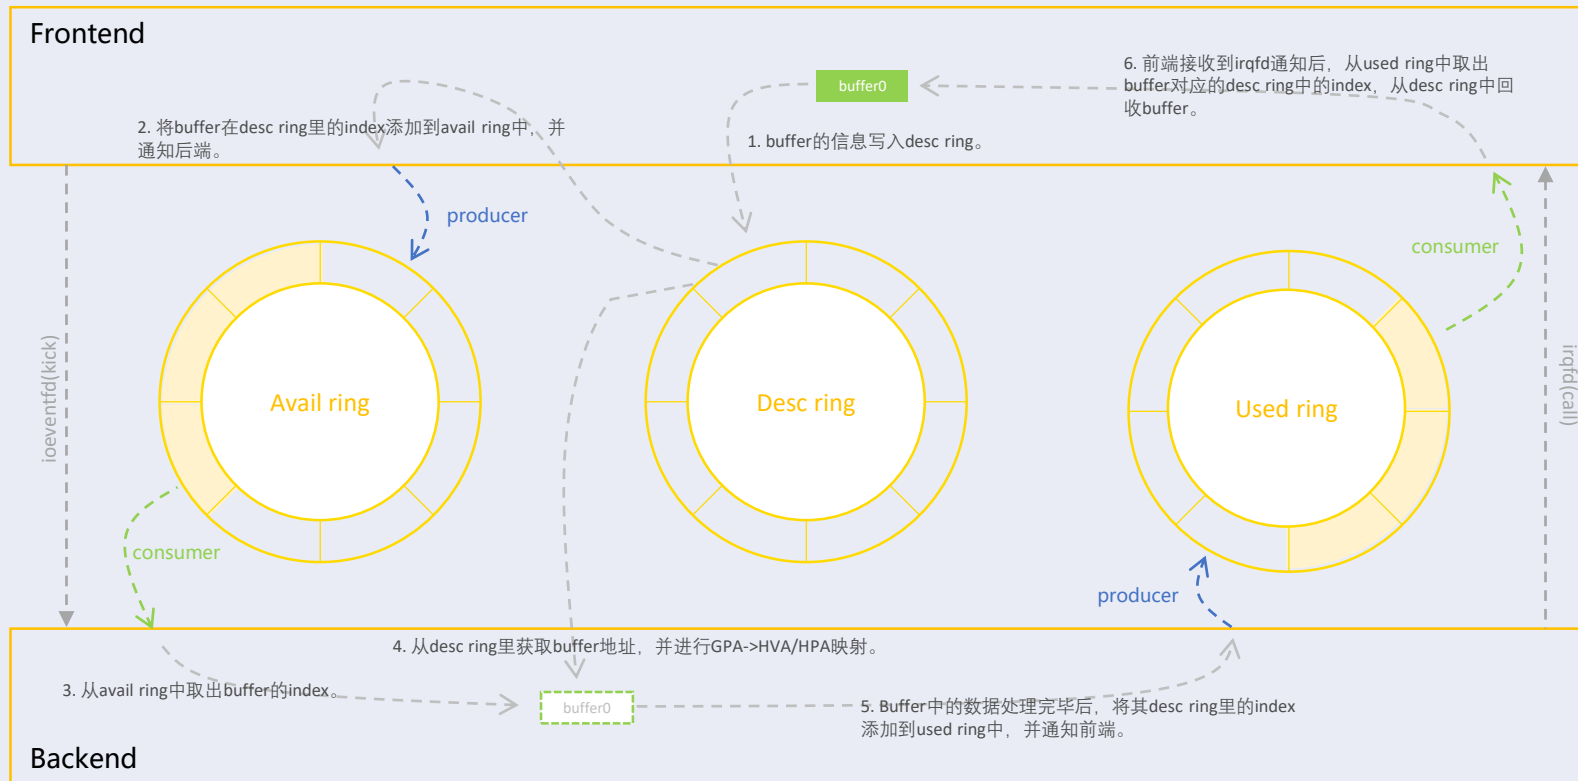 Frontend
buffer0
6. 前端接收到irqfd通知后，从used ring中取出
buffer对应的desc ring中的index，从desc ring中回
收buffer。
2. 将buffer在desc ring里的index添加到avail ring中，并
通知后端。
1. buffer的信息写入desc ring。
producer
consumer
ioeventfd(kick)
Avail ring
Desc ring
Used ring
irqfd(call)
consumer
producer
4. 从desc ring里获取buffer地址，并进行GPA->HVA/HPA映射。
3. 从avail ring中取出buffer的index。
buffer0
5. Buffer中的数据处理完毕后，将其desc ring里的index
添加到used ring中，并通知前端。
Backend